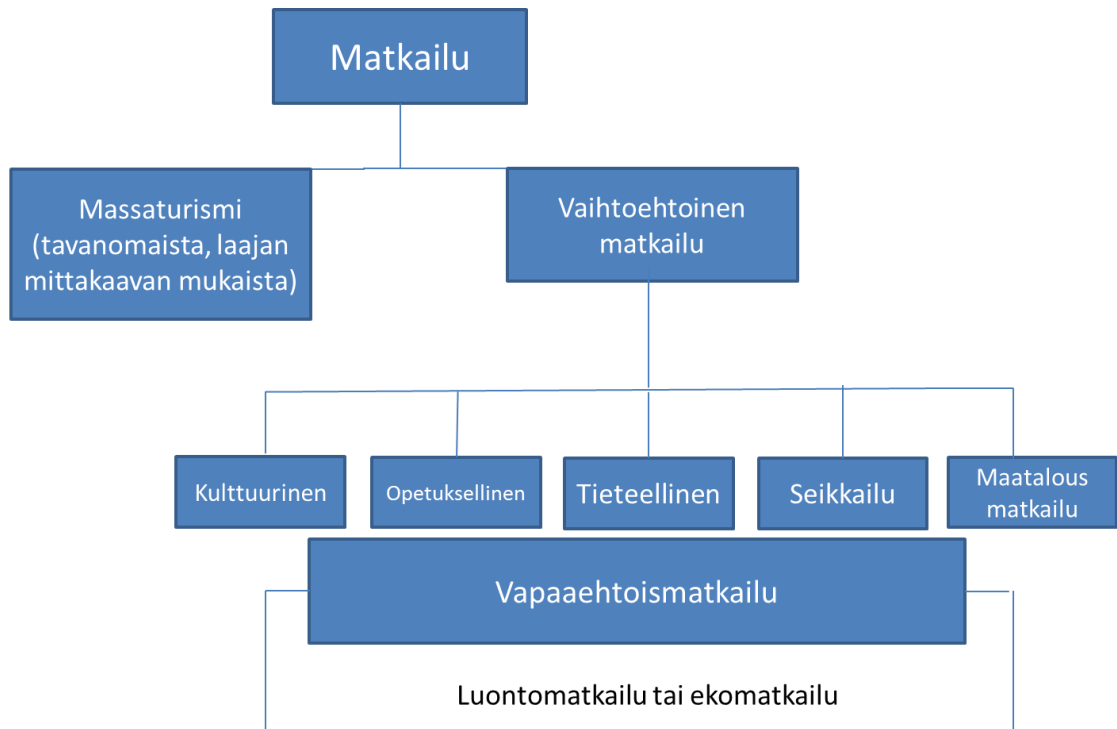 Matkailu
Massaturismi
(tavanomaista, laajan
mittakaavan mukaista)
Vaihtoehtoinen
matkailu
Kulttuurinen
Opetuksellinen
Tieteellinen
Seikkailu
Maatalous
matkailu
Vapaaehtoismatkailu
Luontomatkailu tai ekomatkailu